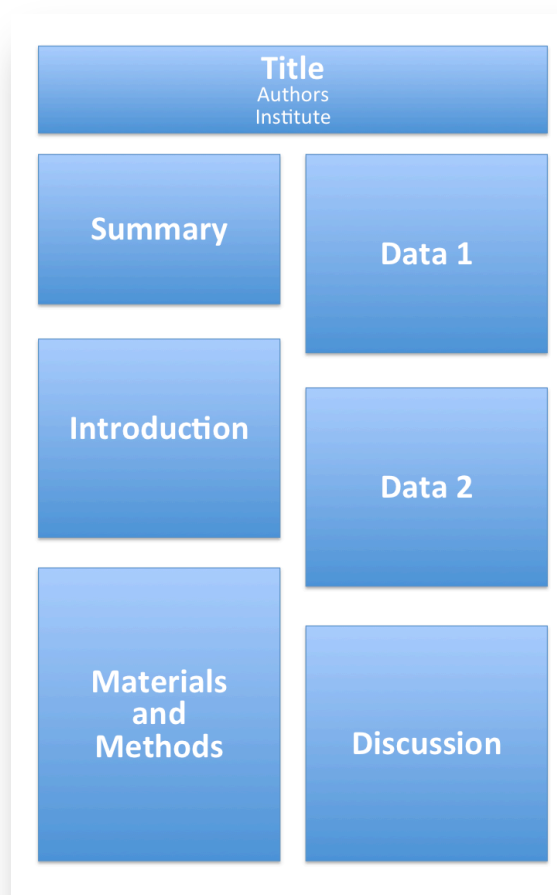 Title
Authors
Institute
Summary
Introduction
Materials
and
Methods
Data 1
Data 2
Discussion